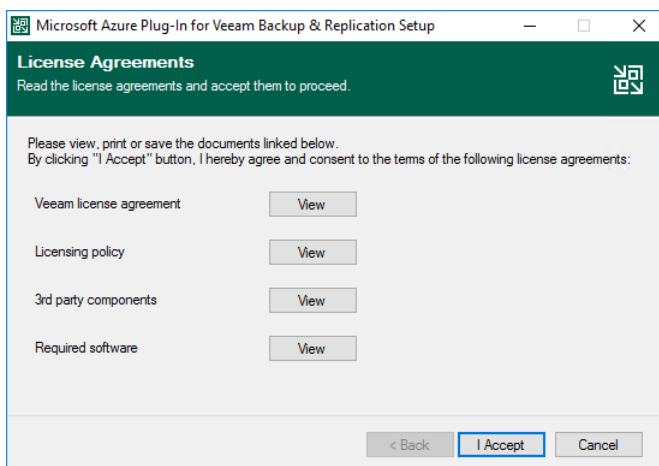 Microsoft Azure Plug-In for Veeam Backup & Replication Setup
License Agreements
Read the license agreements and accept them to proceed.
Please view, print or save the documents linked below.
By clicking "I Accept" button, I hereby agree and consent to the terms of the following license agreements:
Veeam license agreement View
Licensing policy View
3rd party components View
Required software View
< Back I Accept Cancel